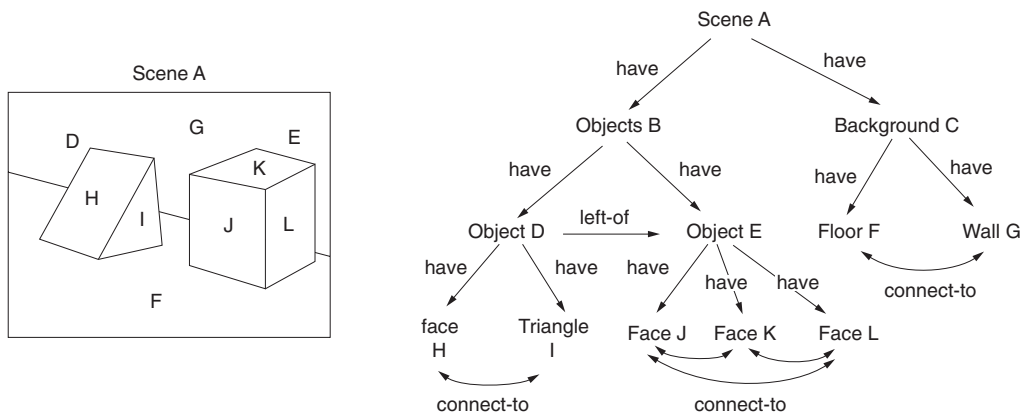 Scene A
D
G
E
K
H
I
J
L
F
Scene A
have
have
Objects B
Background C
have
have
have
have
Object D
left-of
Object E
Floor F
Wall G
have
have
have
have
have
connect-to
face
H
Triangle
I
Face J
Face K
Face L
connect-to
connect-to